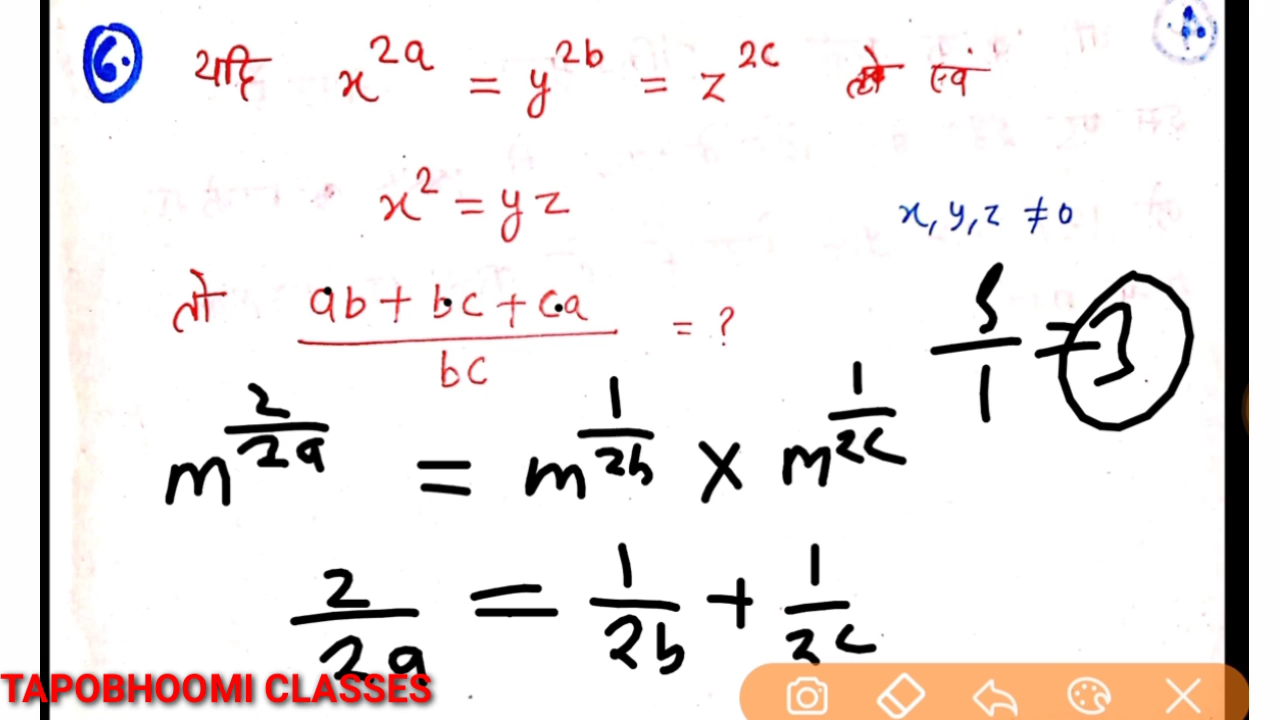 6. यदि x^2a = y^2b = z^2c एवं
x^2 = yz
x, y, z ≠ 0
तो (ab + bc + ca)/bc = ?
3/1 = 3
m^(2/2a) = m^(1/2b) × m^(1/2c)
2/2a = 1/2b + 1/2c
TAPOBHOOMI CLASSES